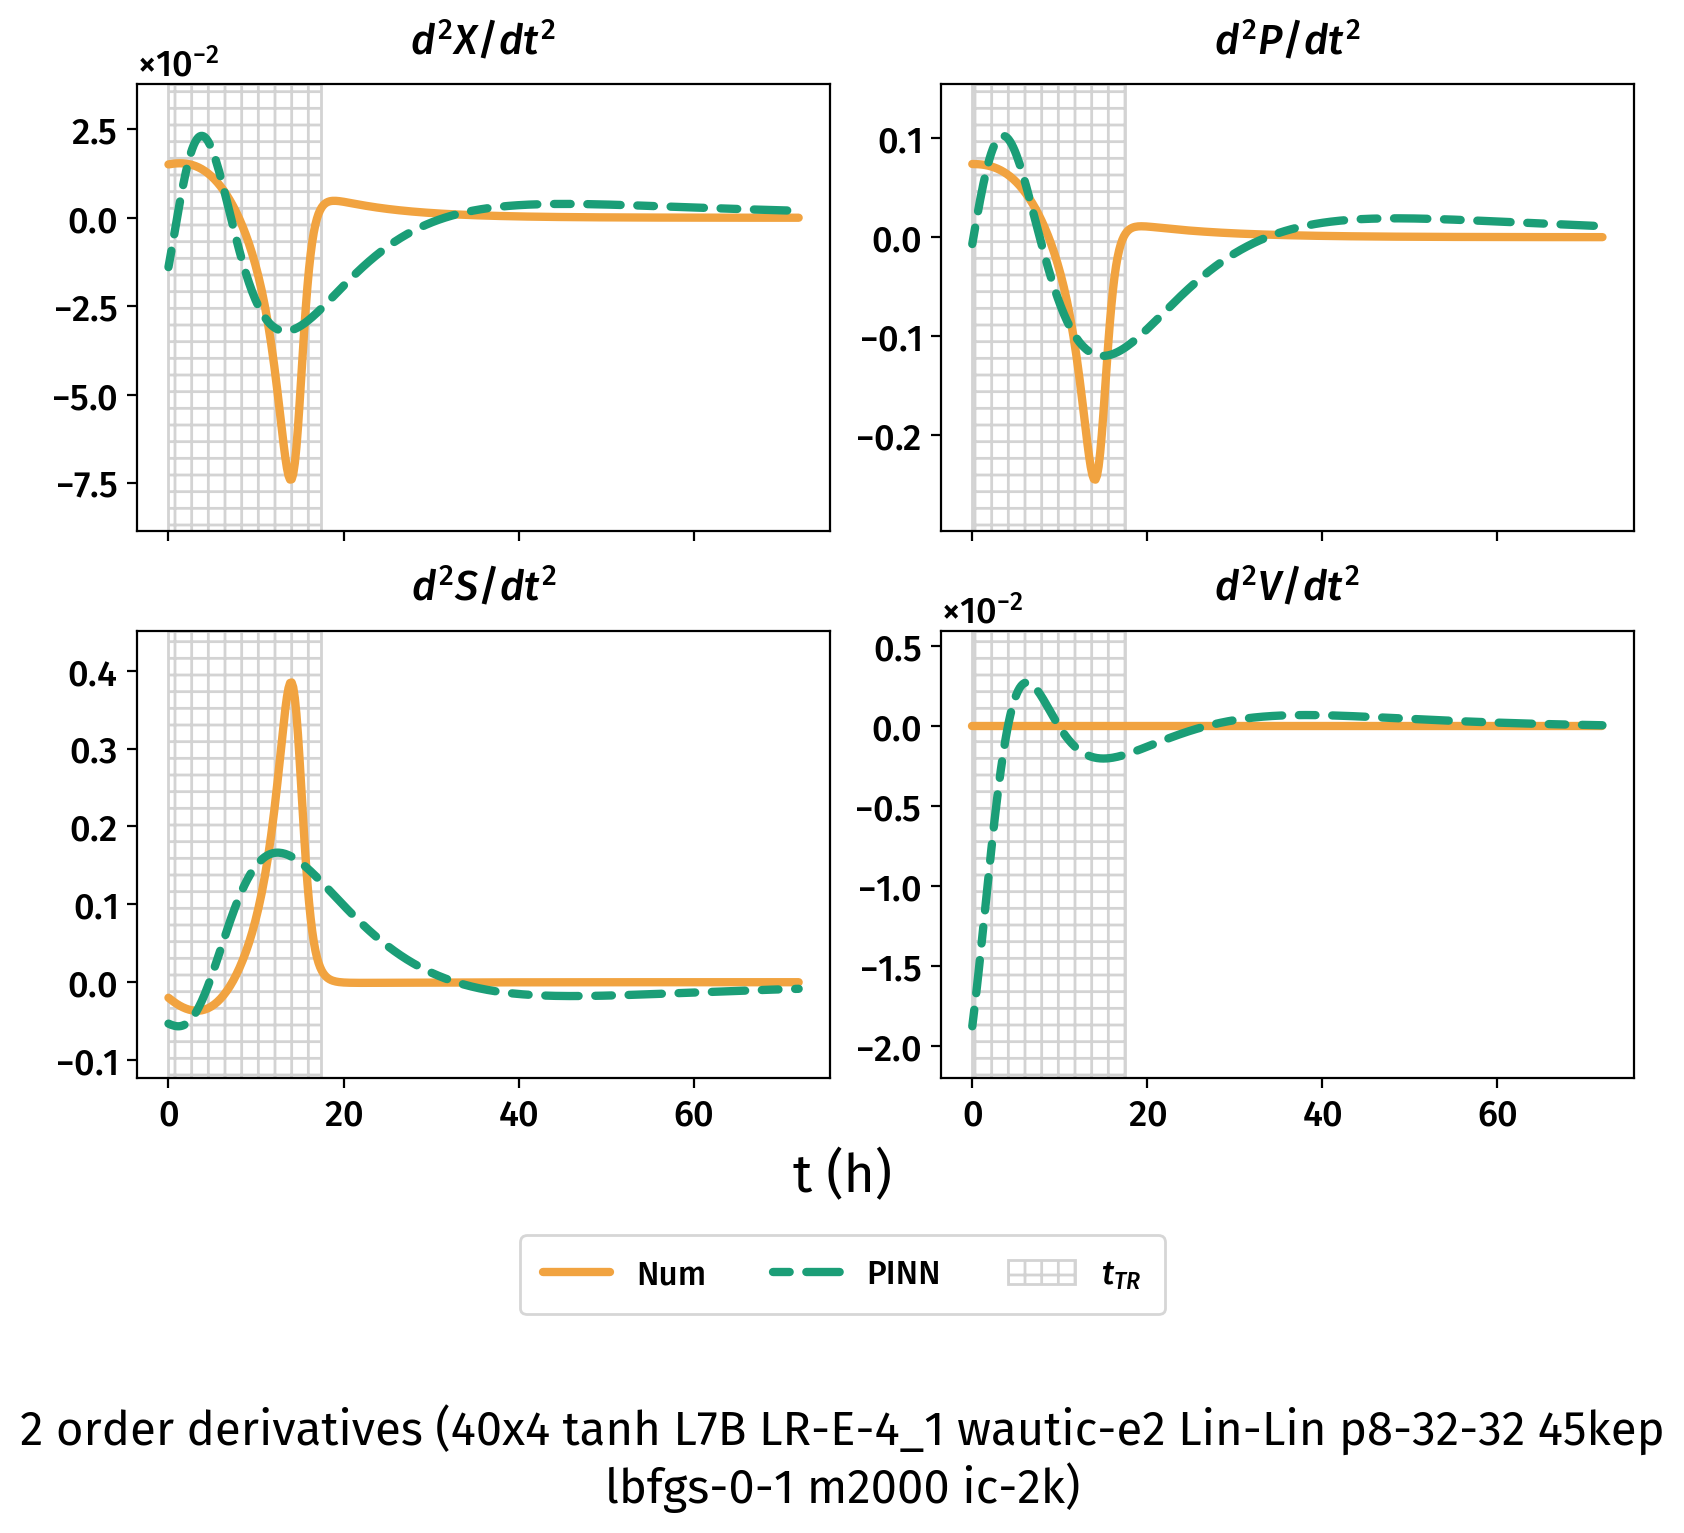 d²X/dt²
×10⁻²
2.5
0.0
−2.5
−5.0
−7.5
d²P/dt²
0.1
0.0
−0.1
−0.2
d²S/dt²
0.4
0.3
0.2
0.1
0.0
−0.1
0 20 40 60
d²V/dt²
×10⁻²
0.5
0.0
−0.5
−1.0
−1.5
−2.0
0 20 40 60
t (h)
Num PINN t_TR
2 order derivatives (40x4 tanh L7B LR-E-4_1 wautic-e2 Lin-Lin p8-32-32 45kep
lbfgs-0-1 m2000 ic-2k)